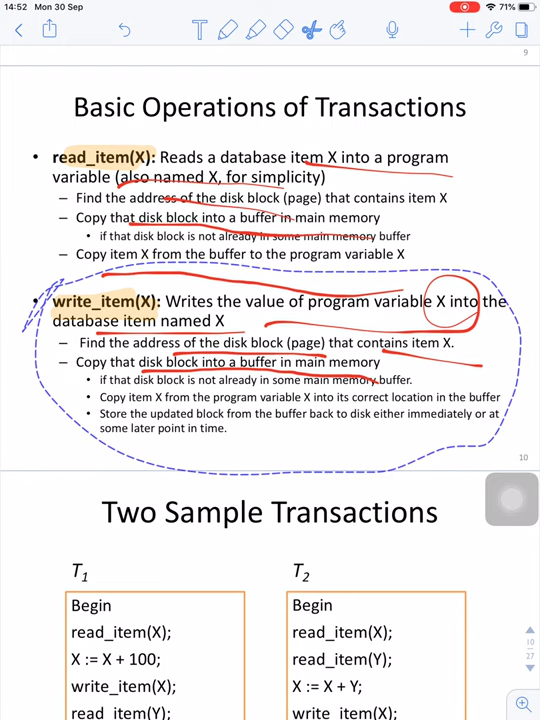 14:52 Mon 30 Sep
71%
T
9
Basic Operations of Transactions
• read_item(X): Reads a database item X into a program
variable (also named X, for simplicity)
– Find the address of the disk block (page) that contains item X
– Copy that disk block into a buffer in main memory
• if that disk block is not already in some main memory buffer
– Copy item X from the buffer to the program variable X
• write_item(X): Writes the value of program variable X into the
database item named X
– Find the address of the disk block (page) that contains item X.
– Copy that disk block into a buffer in main memory
• if that disk block is not already in some main memory buffer.
• Copy item X from the program variable X into its correct location in the buffer
• Store the updated block from the buffer back to disk either immediately or at
some later point in time.
10
Two Sample Transactions
T1
T2
Begin
read_item(X);
X := X + 100;
write_item(X);
read_item(Y);
Begin
read_item(X);
read_item(Y);
X := X + Y;
write_item(X);
10
27